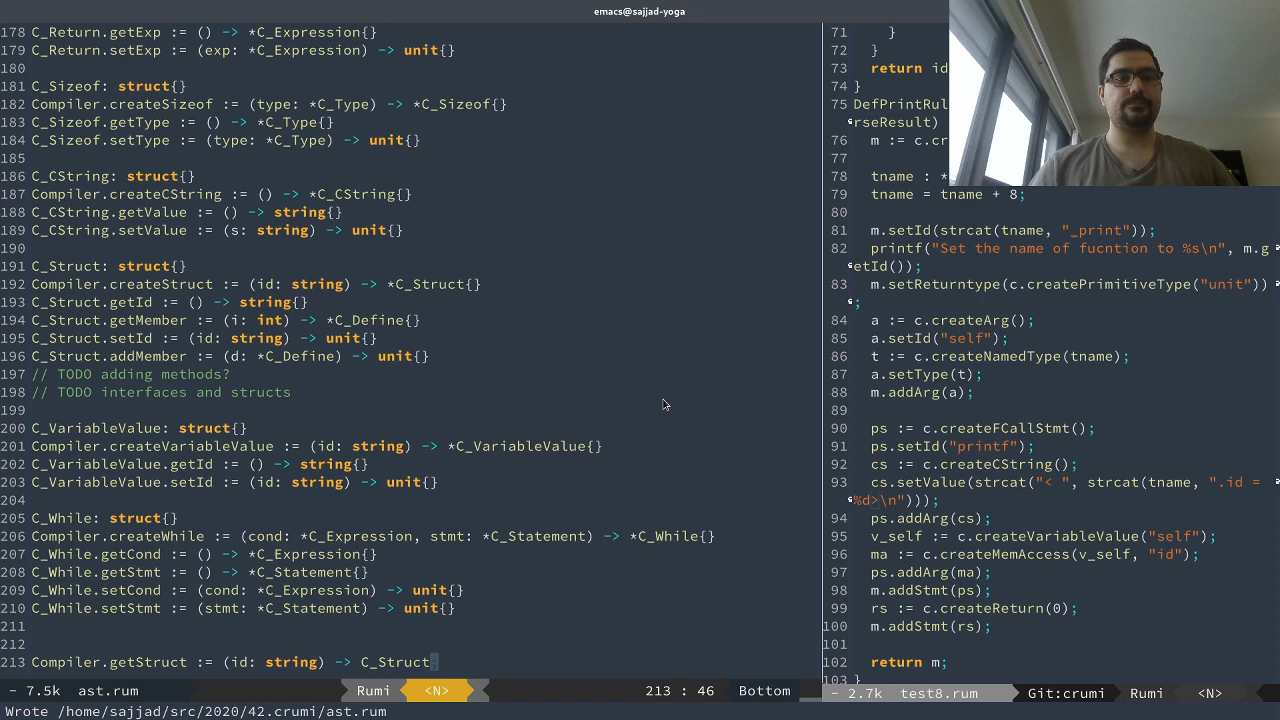 emacs@sajjad-yoga
178 C_Return.getExp := () -> *C_Expression{}
179 C_Return.setExp := (exp: *C_Expression) -> unit{}
180
181 C_Sizeof: struct{}
182 Compiler.createSizeof := (type: *C_Type) -> *C_Sizeof{}
183 C_Sizeof.getType := () -> *C_Type{}
184 C_Sizeof.setType := (type: *C_Type) -> unit{}
185
186 C_CString: struct{}
187 Compiler.createCString := () -> *C_CString{}
188 C_CString.getValue := () -> string{}
189 C_CString.setValue := (s: string) -> unit{}
190
191 C_Struct: struct{}
192 Compiler.createStruct := (id: string) -> *C_Struct{}
193 C_Struct.getId := () -> string{}
194 C_Struct.getMember := (i: int) -> *C_Define{}
195 C_Struct.setId := (id: string) -> unit{}
196 C_Struct.addMember := (d: *C_Define) -> unit{}
197 // TODO adding methods?
198 // TODO interfaces and structs
199
200 C_VariableValue: struct{}
201 Compiler.createVariableValue := (id: string) -> *C_VariableValue{}
202 C_VariableValue.getId := () -> string{}
203 C_VariableValue.setId := (id: string) -> unit{}
204
205 C_While: struct{}
206 Compiler.createWhile := (cond: *C_Expression, stmt: *C_Statement) -> *C_While{}
207 C_While.getCond := () -> *C_Expression{}
208 C_While.getStmt := () -> *C_Statement{}
209 C_While.setCond := (cond: *C_Expression) -> unit{}
210 C_While.setStmt := (stmt: *C_Statement) -> unit{}
211
212
213 Compiler.getStruct := (id: string) -> C_Struct;
- 7.5k ast.rum Rumi <N> 213 : 46 Bottom
71 }
72 }
73 return id
74 }
75 DefPrintRul
rseResult)
76 m := c.cr
77
78 tname : *
79 tname = tname + 8;
80
81 m.setId(strcat(tname, "_print"));
82 printf("Set the name of fucntion to %s\n", m.g
etId());
83 m.setReturntype(c.createPrimitiveType("unit"))
;
84 a := c.createArg();
85 a.setId("self");
86 t := c.createNamedType(tname);
87 a.setType(t);
88 m.addArg(a);
89
90 ps := c.createFCallStmt();
91 ps.setId("printf");
92 cs := c.createCString();
93 cs.setValue(strcat("< ", strcat(tname, ".id =
%d>\n")));
94 ps.addArg(cs);
95 v_self := c.createVariableValue("self");
96 ma := c.createMemAccess(v_self, "id");
97 ps.addArg(ma);
98 m.addStmt(ps);
99 rs := c.createReturn(0);
100 m.addStmt(rs);
101
102 return m;
103 }
- 2.7k test8.rum Git:crumi Rumi <N>
Wrote /home/sajjad/src/2020/42.crumi/ast.rum